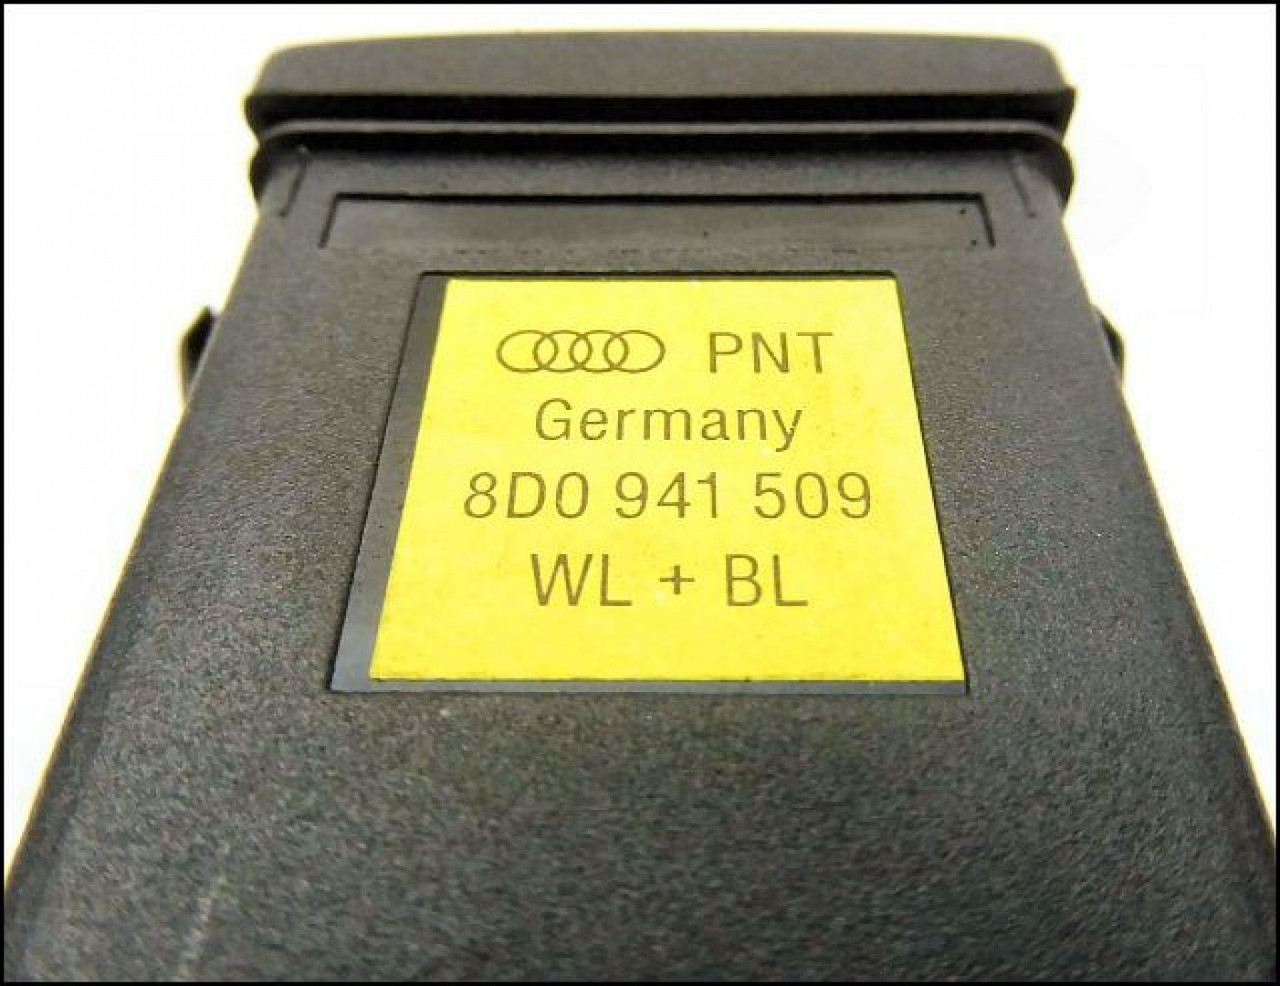 PNT
Germany
8D0 941 509
WL + BL